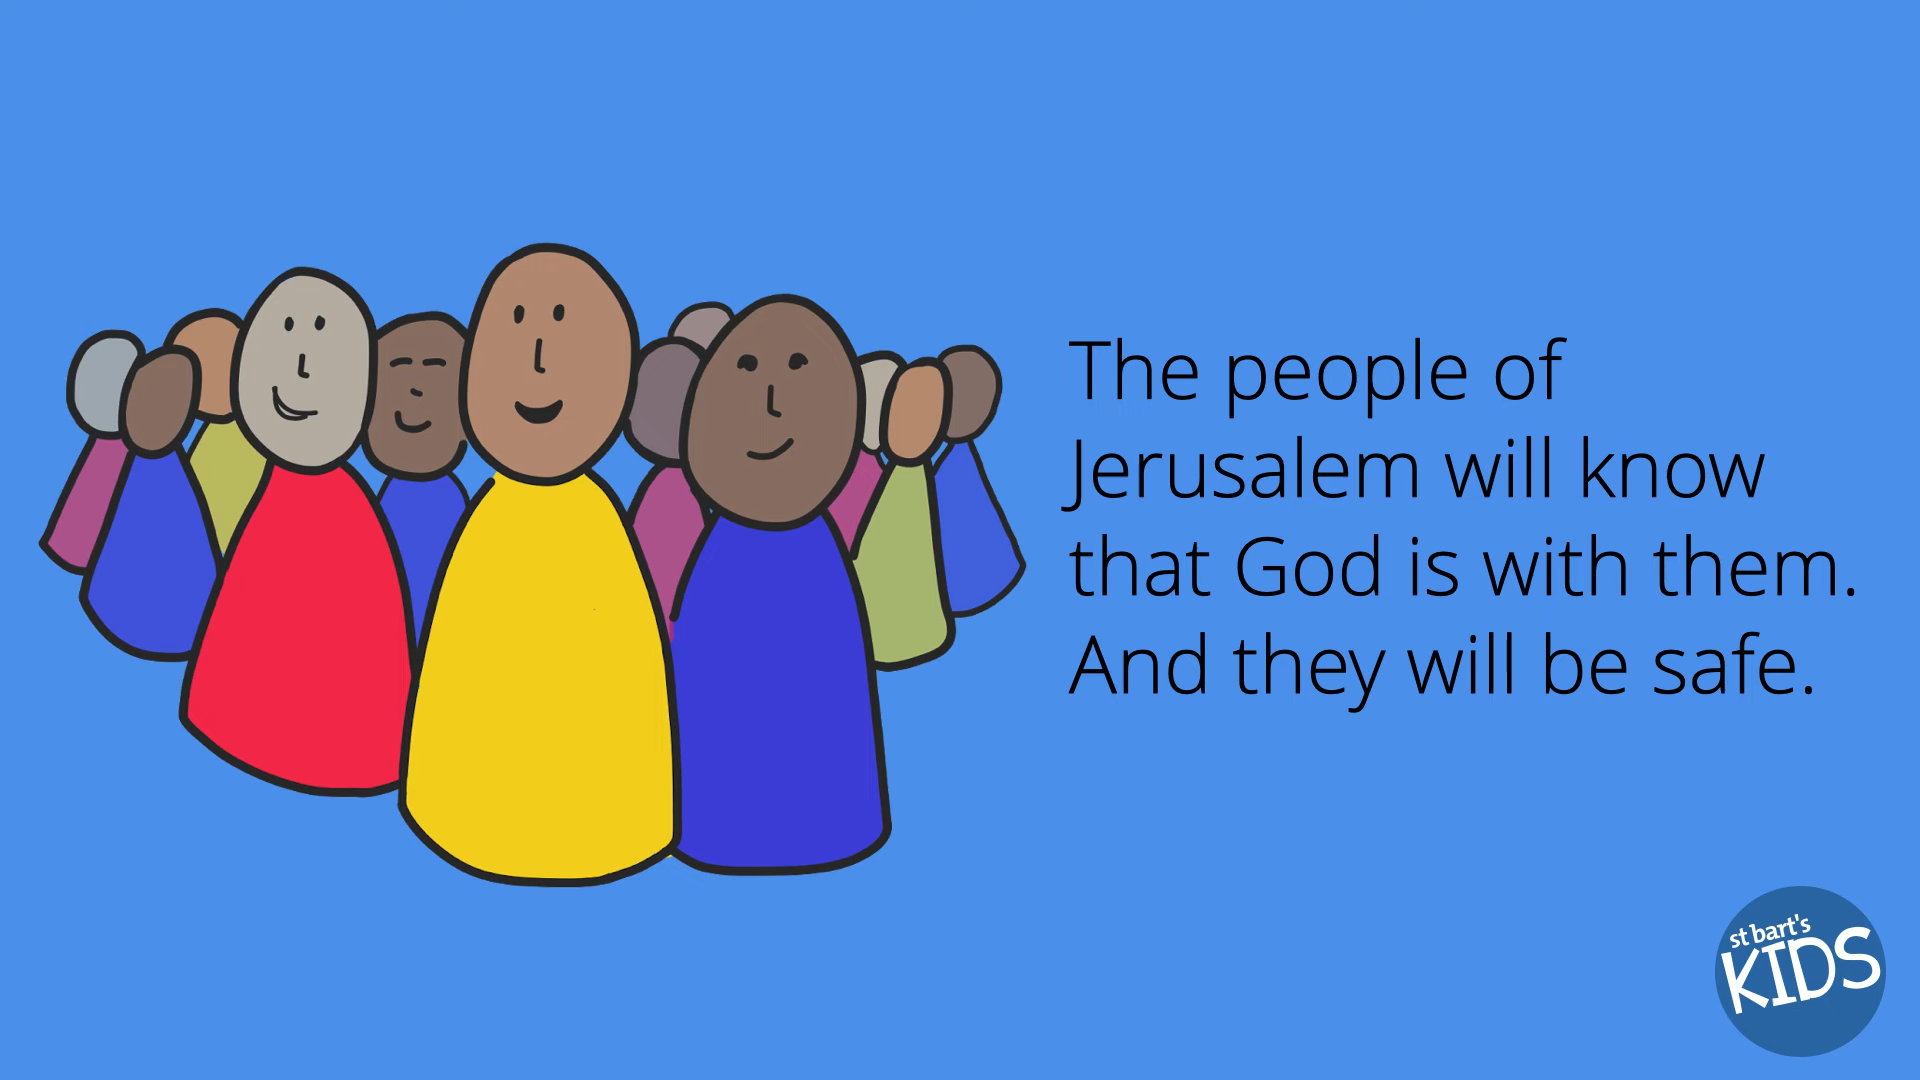 The people of
Jerusalem will know
that God is with them.
And they will be safe.
st bart's
KIDS